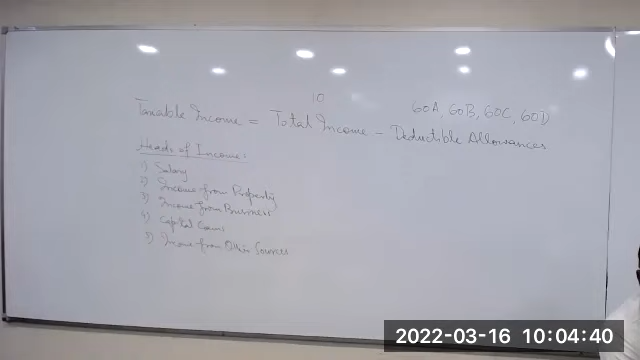 10
60A, 60B, 60C, 60D
Taxable Income = Total Income - Deductible Allowances
Heads of Income:
1) Salary
2) Income from Property
3) Income from Business
4) Capital Gains
5) Income from Other Sources
2022-03-16 10:04:40